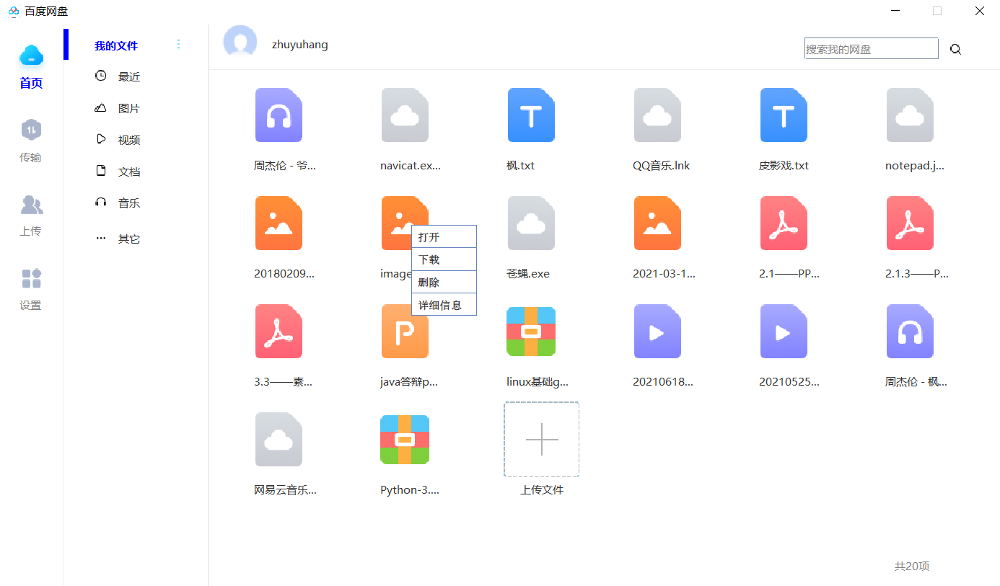 百度网盘
首页
传输
上传
设置
我的文件
最近
图片
视频
文档
音乐
其它
zhuyuhang
搜索我的网盘
周杰伦 - 爷...
navicat.ex...
枫.txt
QQ音乐.lnk
皮影戏.txt
notepad.j...
20180209...
image
苍蝇.exe
2021-03-1...
2.1——PP...
2.1.3——P...
打开
下载
删除
详细信息
3.3——素...
java答辩p...
linux基础g...
20210618...
20210525...
周杰伦 - 枫...
网易云音乐...
Python-3....
上传文件
共20项